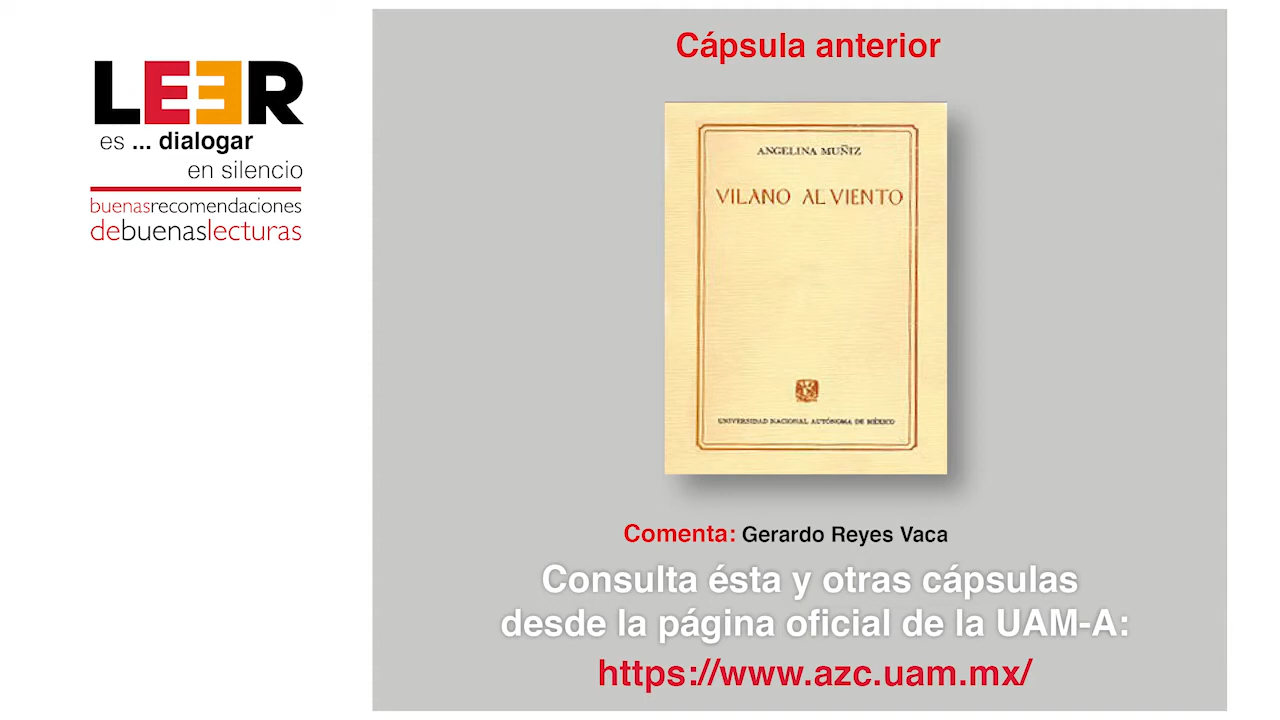 LEER
es ... dialogar
en silencio
buenasrecomendaciones
debuenaslecturas
Cápsula anterior
ANGELINA MUÑIZ
VILANO AL VIENTO
UNIVERSIDAD NACIONAL AUTÓNOMA DE MÉXICO
Comenta: Gerardo Reyes Vaca
Consulta ésta y otras cápsulas
desde la página oficial de la UAM-A:
https://www.azc.uam.mx/